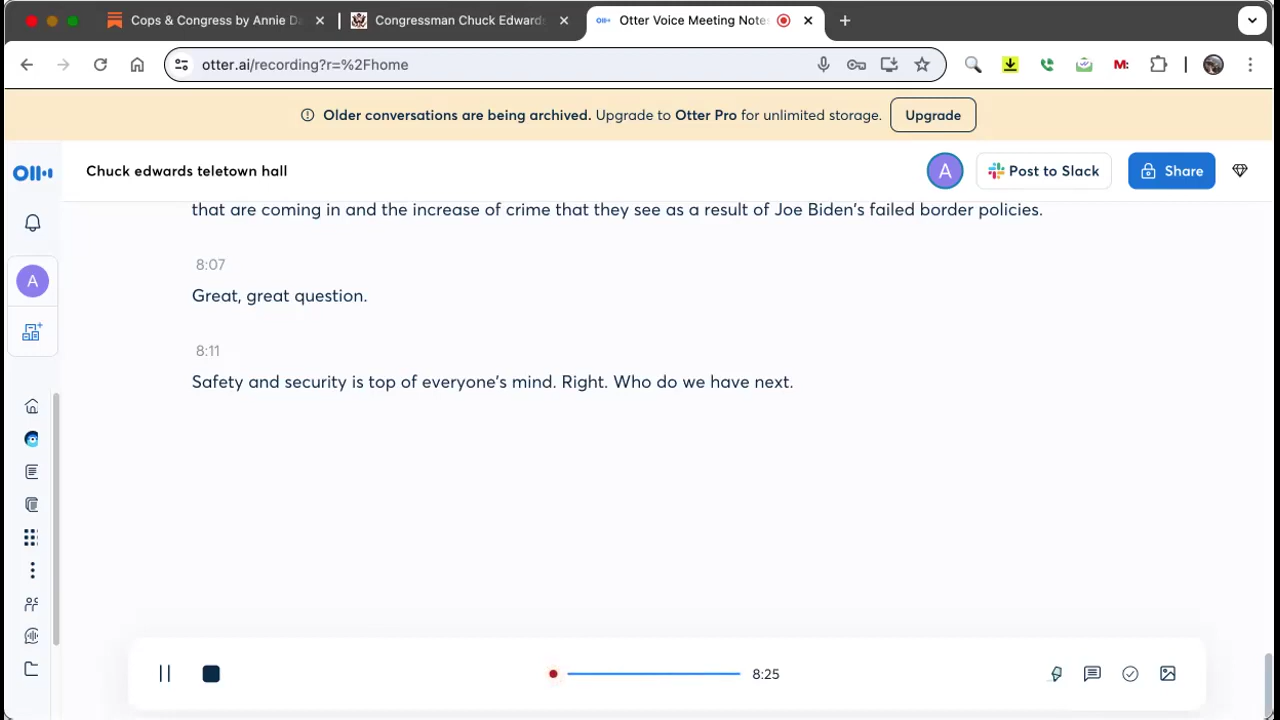 Cops & Congress by Annie Da
Congressman Chuck Edwards
Otter Voice Meeting Notes
otter.ai/recording?r=%2Fhome
M:
Older conversations are being archived. Upgrade to Otter Pro for unlimited storage.
Upgrade
Chuck edwards teletown hall
A
Post to Slack
Share
that are coming in and the increase of crime that they see as a result of Joe Biden's failed border policies.
8:07
A
Great, great question.
8:11
Safety and security is top of everyone's mind. Right. Who do we have next.
8:25